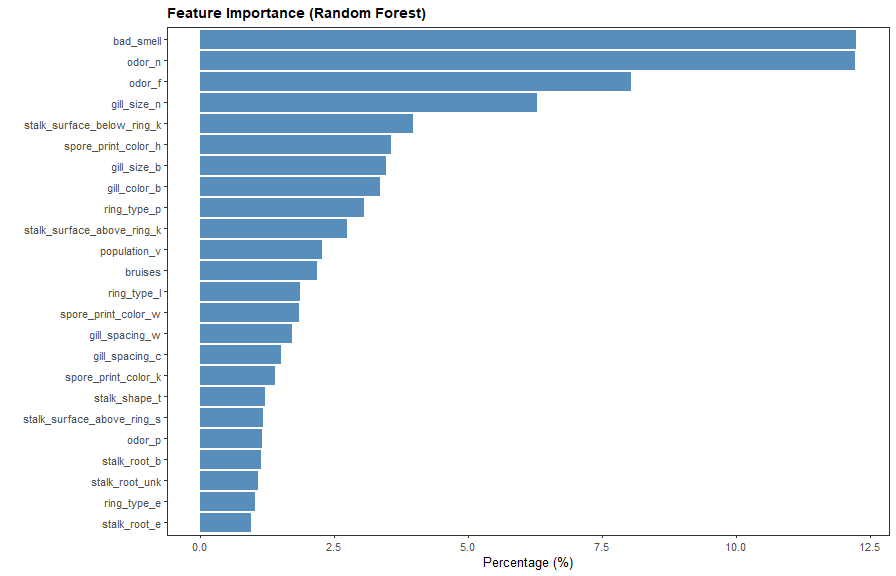 Feature Importance (Random Forest)
bad_smell
odor_n
odor_f
gill_size_n
stalk_surface_below_ring_k
spore_print_color_h
gill_size_b
gill_color_b
ring_type_p
stalk_surface_above_ring_k
population_v
bruises
ring_type_l
spore_print_color_w
gill_spacing_w
gill_spacing_c
spore_print_color_k
stalk_shape_t
stalk_surface_above_ring_s
odor_p
stalk_root_b
stalk_root_unk
ring_type_e
stalk_root_e
0.0 2.5 5.0 7.5 10.0 12.5
Percentage (%)